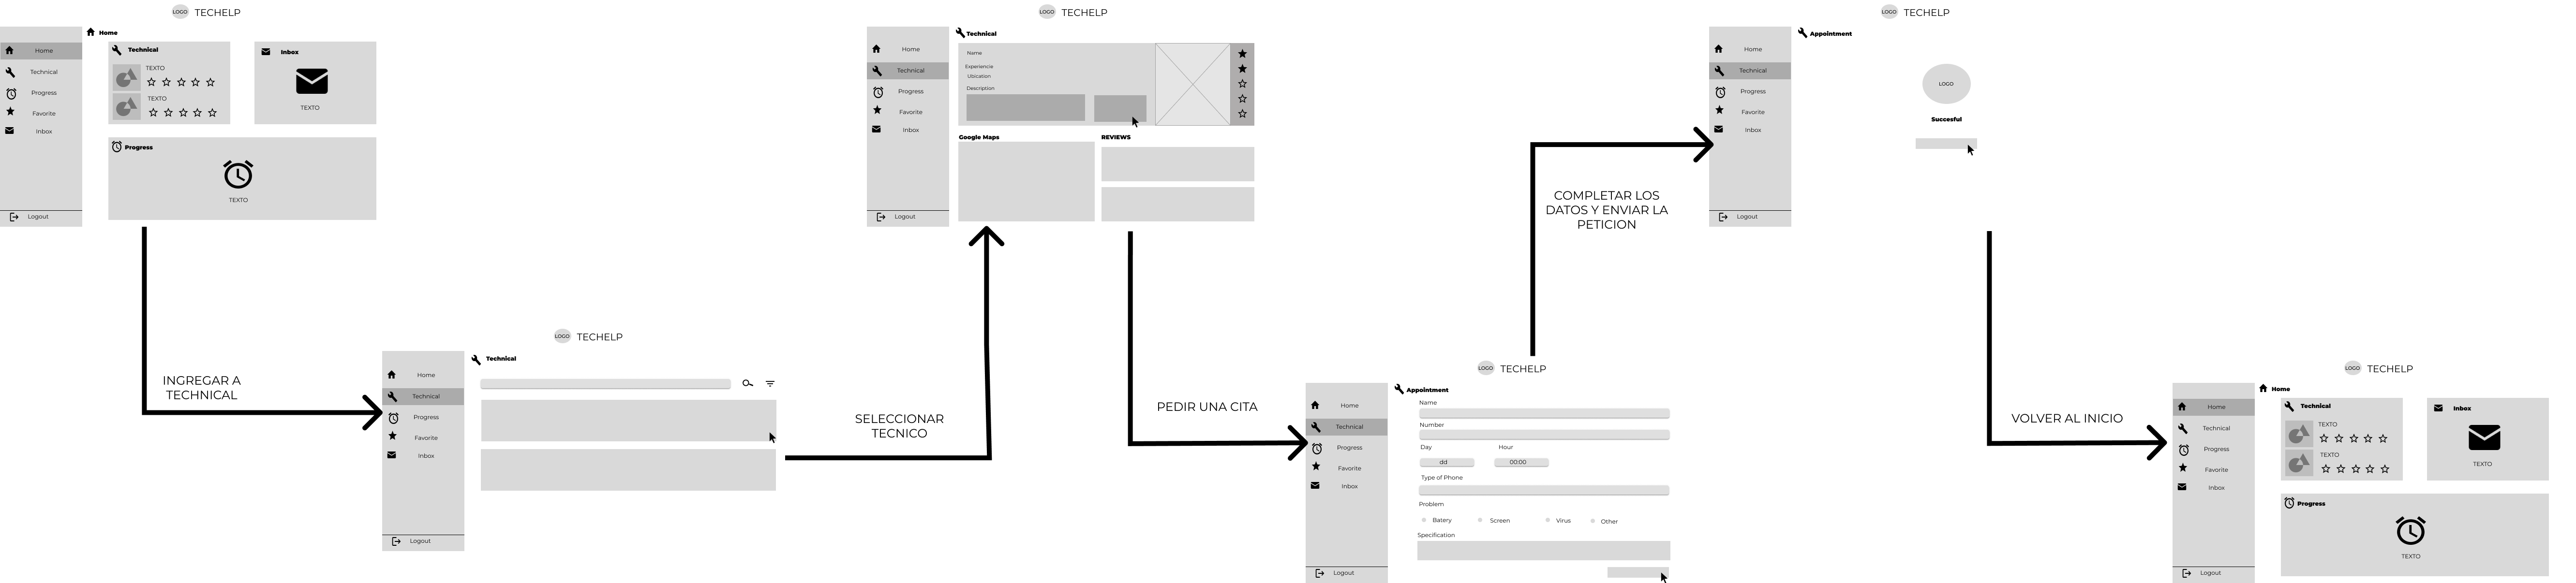 LOGO TECHELP
Home
Home
Technical
Progress
Favorite
Inbox
Logout
Technical
TEXTO
TEXTO
Inbox
TEXTO
Progress
TEXTO
INGREGAR A
TECHNICAL
LOGO TECHELP
Home
Technical
Progress
Favorite
Inbox
Logout
Technical
SELECCIONAR
TECNICO
LOGO TECHELP
Home
Technical
Progress
Favorite
Inbox
Logout
Technical
Name
Experiencie
Ubication
Description
Google Maps
REVIEWS
PEDIR UNA CITA
LOGO TECHELP
Home
Technical
Progress
Favorite
Inbox
Logout
Appointment
Name
Number
Day Hour
dd 00:00
Type of Phone
Problem
Batery Screen Virus Other
Specification
COMPLETAR LOS
DATOS Y ENVIAR LA
PETICION
LOGO TECHELP
Home
Technical
Progress
Favorite
Inbox
Logout
Appointment
LOGO
Succesful
VOLVER AL INICIO
LOGO TECHELP
Home
Home
Technical
Progress
Favorite
Inbox
Logout
Technical
TEXTO
TEXTO
Inbox
TEXTO
Progress
TEXTO